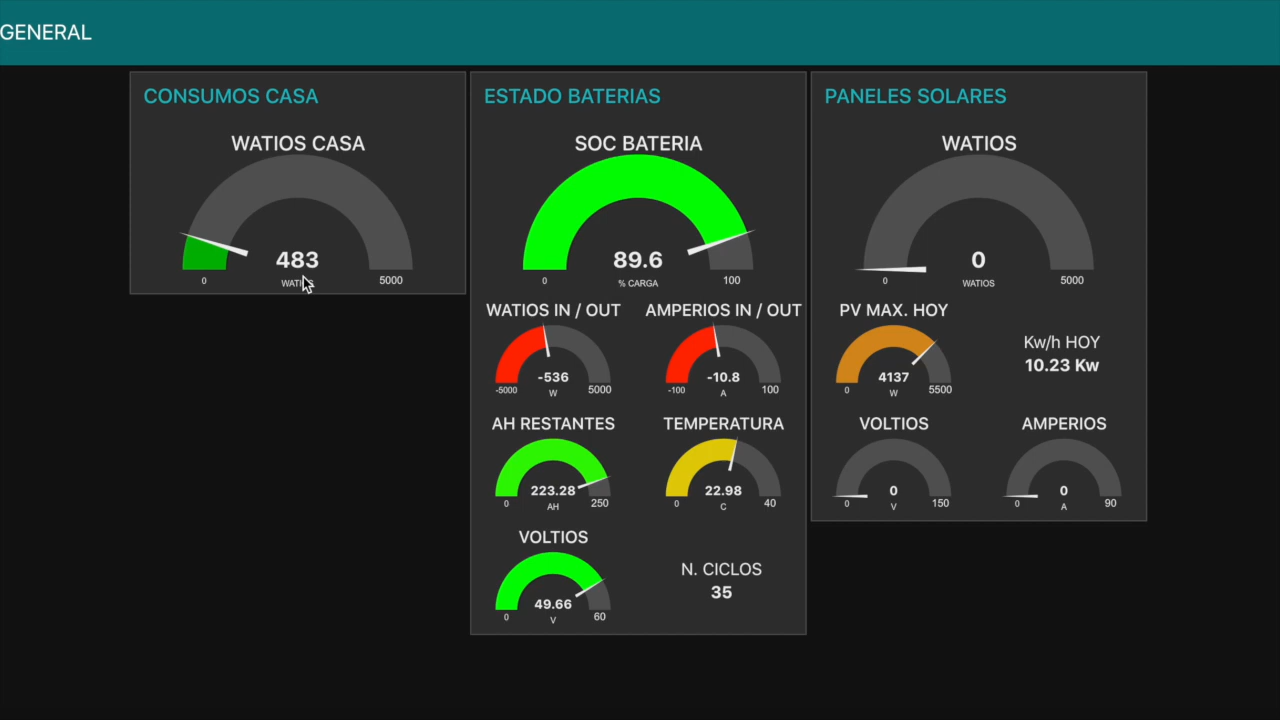 GENERAL
CONSUMOS CASA
WATIOS CASA
483
0
5000
ESTADO BATERIAS
SOC BATERIA
89.6
0
% CARGA
100
WATIOS IN / OUT
-536
-5000
W
5000
AMPERIOS IN / OUT
-10.8
-100
A
100
AH RESTANTES
223.28
0
AH
250
TEMPERATURA
22.98
0
C
40
VOLTIOS
49.66
0
V
60
N. CICLOS
35
PANELES SOLARES
WATIOS
0
0
WATIOS
5000
PV MAX. HOY
4137
0
W
5500
Kw/h HOY
10.23 Kw
VOLTIOS
0
0
V
150
AMPERIOS
0
0
A
90